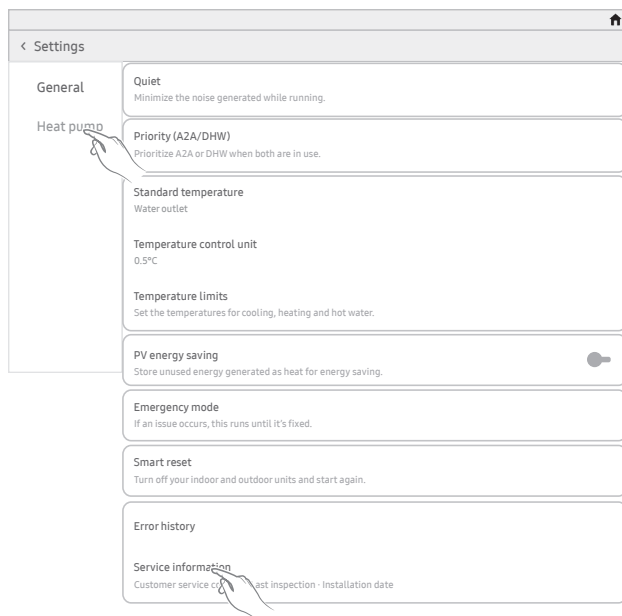 < Settings
General
Heat pump
Quiet
Minimize the noise generated while running.
Priority (A2A/DHW)
Prioritize A2A or DHW when both are in use.
Standard temperature
Water outlet
Temperature control unit
0.5°C
Temperature limits
Set the temperatures for cooling, heating and hot water.
PV energy saving
Store unused energy generated as heat for energy saving.
Emergency mode
If an issue occurs, this runs until it's fixed.
Smart reset
Turn off your indoor and outdoor units and start again.
Error history
Service information
Customer service ast inspection · Installation date